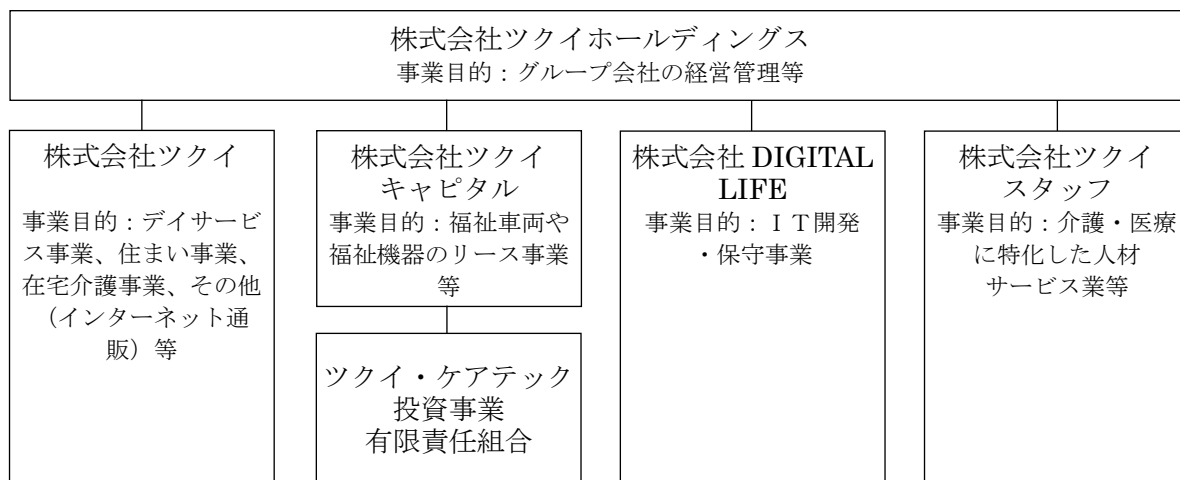 株式会社ツクイホールディングス
事業目的：グループ会社の経営管理等
株式会社ツクイ
事業目的：デイサービ
ス事業、住まい事業、
在宅介護事業、その他
（インターネット通
販）等
株式会社ツクイ
キャピタル
事業目的：福祉車両や
福祉機器のリース事業
等
ツクイ・ケアテック
投資事業
有限責任組合
株式会社 DIGITAL
LIFE
事業目的：ＩＴ開発
・保守事業
株式会社ツクイ
スタッフ
事業目的：介護・医療
に特化した人材
サービス業等